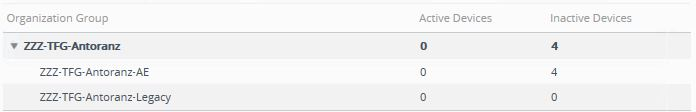 Organization Group Active Devices Inactive Devices
ZZZ-TFG-Antoranz 0 4
ZZZ-TFG-Antoranz-AE 0 4
ZZZ-TFG-Antoranz-Legacy 0 0